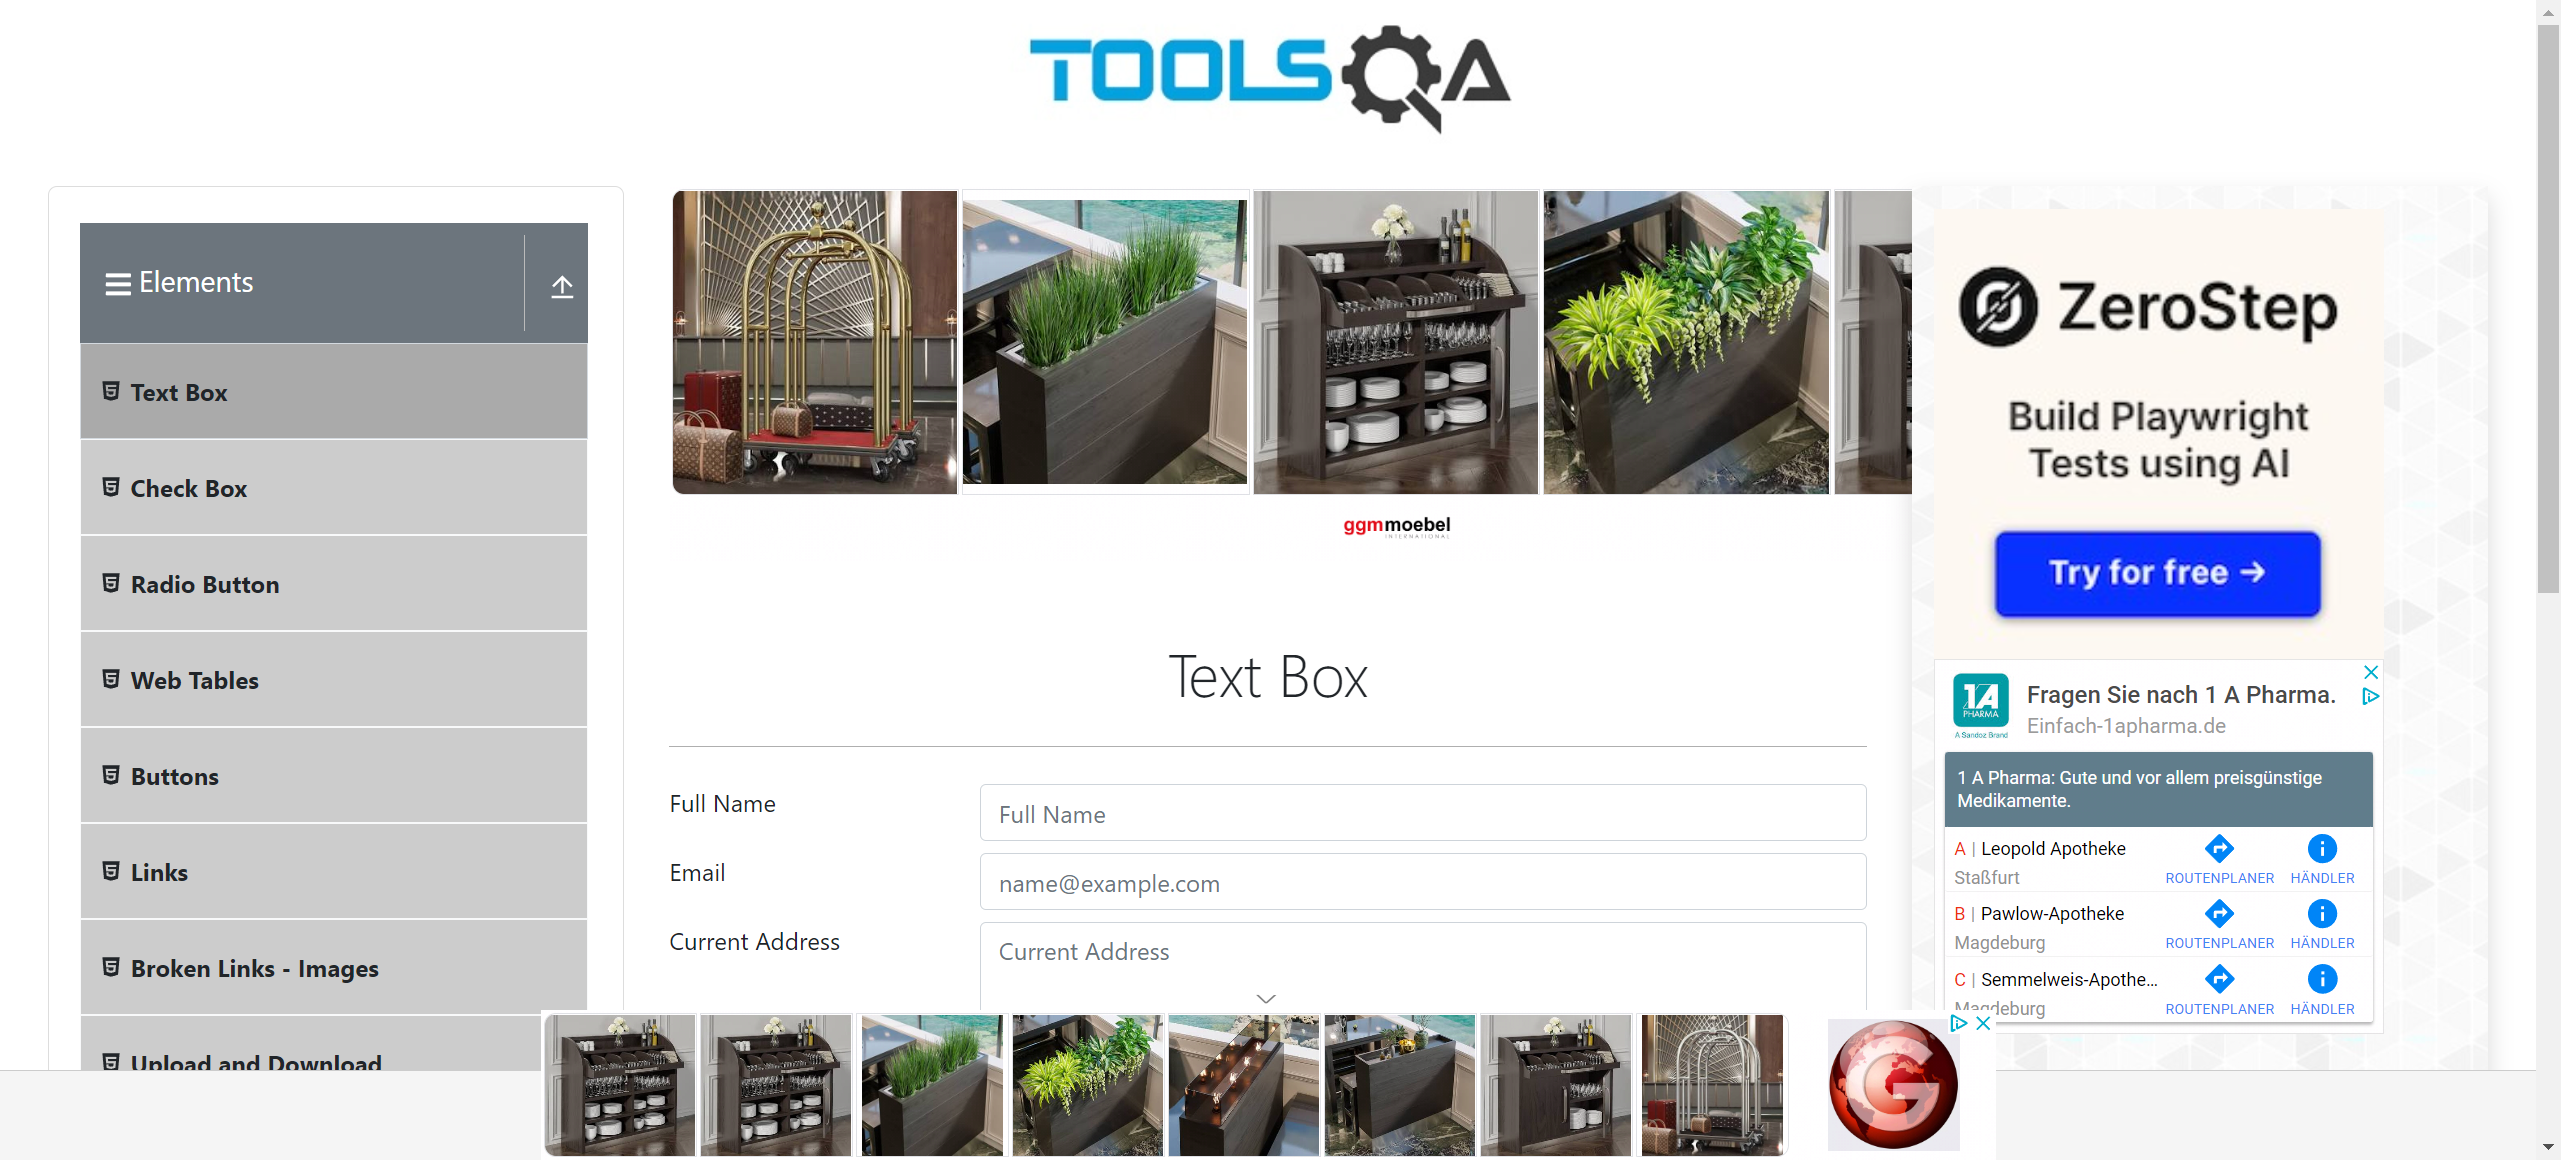 TOOLSQA
Elements
Text Box
Check Box
Radio Button
Web Tables
Buttons
Links
Broken Links - Images
Upload and Download
ggmmoebel
INTERNATIONAL
Text Box
Full Name
Full Name
Email
name@example.com
Current Address
Current Address
ZeroStep
Build Playwright
Tests using AI
Try for free →
1A
PHARMA
A Sandoz Brand
Fragen Sie nach 1 A Pharma.
Einfach-1apharma.de
1 A Pharma: Gute und vor allem preisgünstige
Medikamente.
A | Leopold Apotheke
Staßfurt
ROUTENPLANER HÄNDLER
B | Pawlow-Apotheke
Magdeburg
ROUTENPLANER HÄNDLER
C | Semmelweis-Apothe...
Magdeburg
ROUTENPLANER HÄNDLER
G